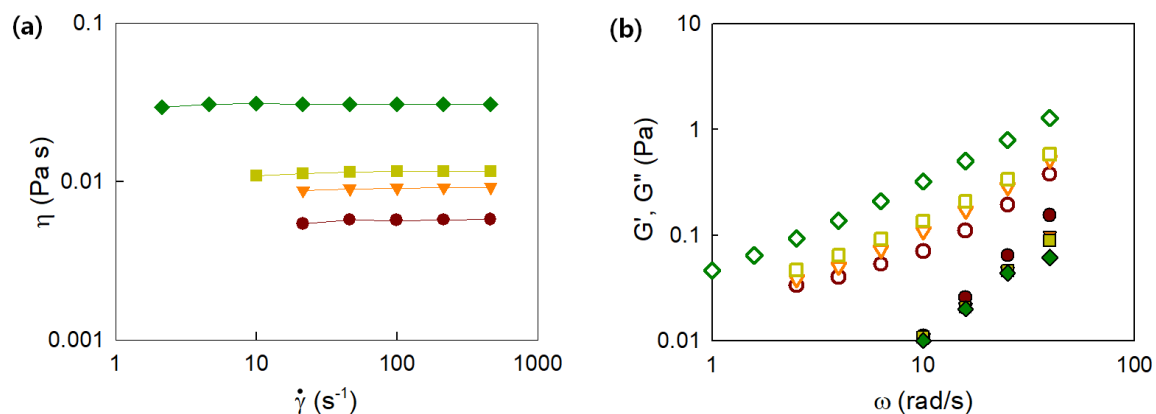 (a)
0.1
0.01
0.001
η (Pa s)
1 10 100 1000
γ̇ (s⁻¹)
(b)
10
1
0.1
0.01
G', G" (Pa)
1 10 100
ω (rad/s)